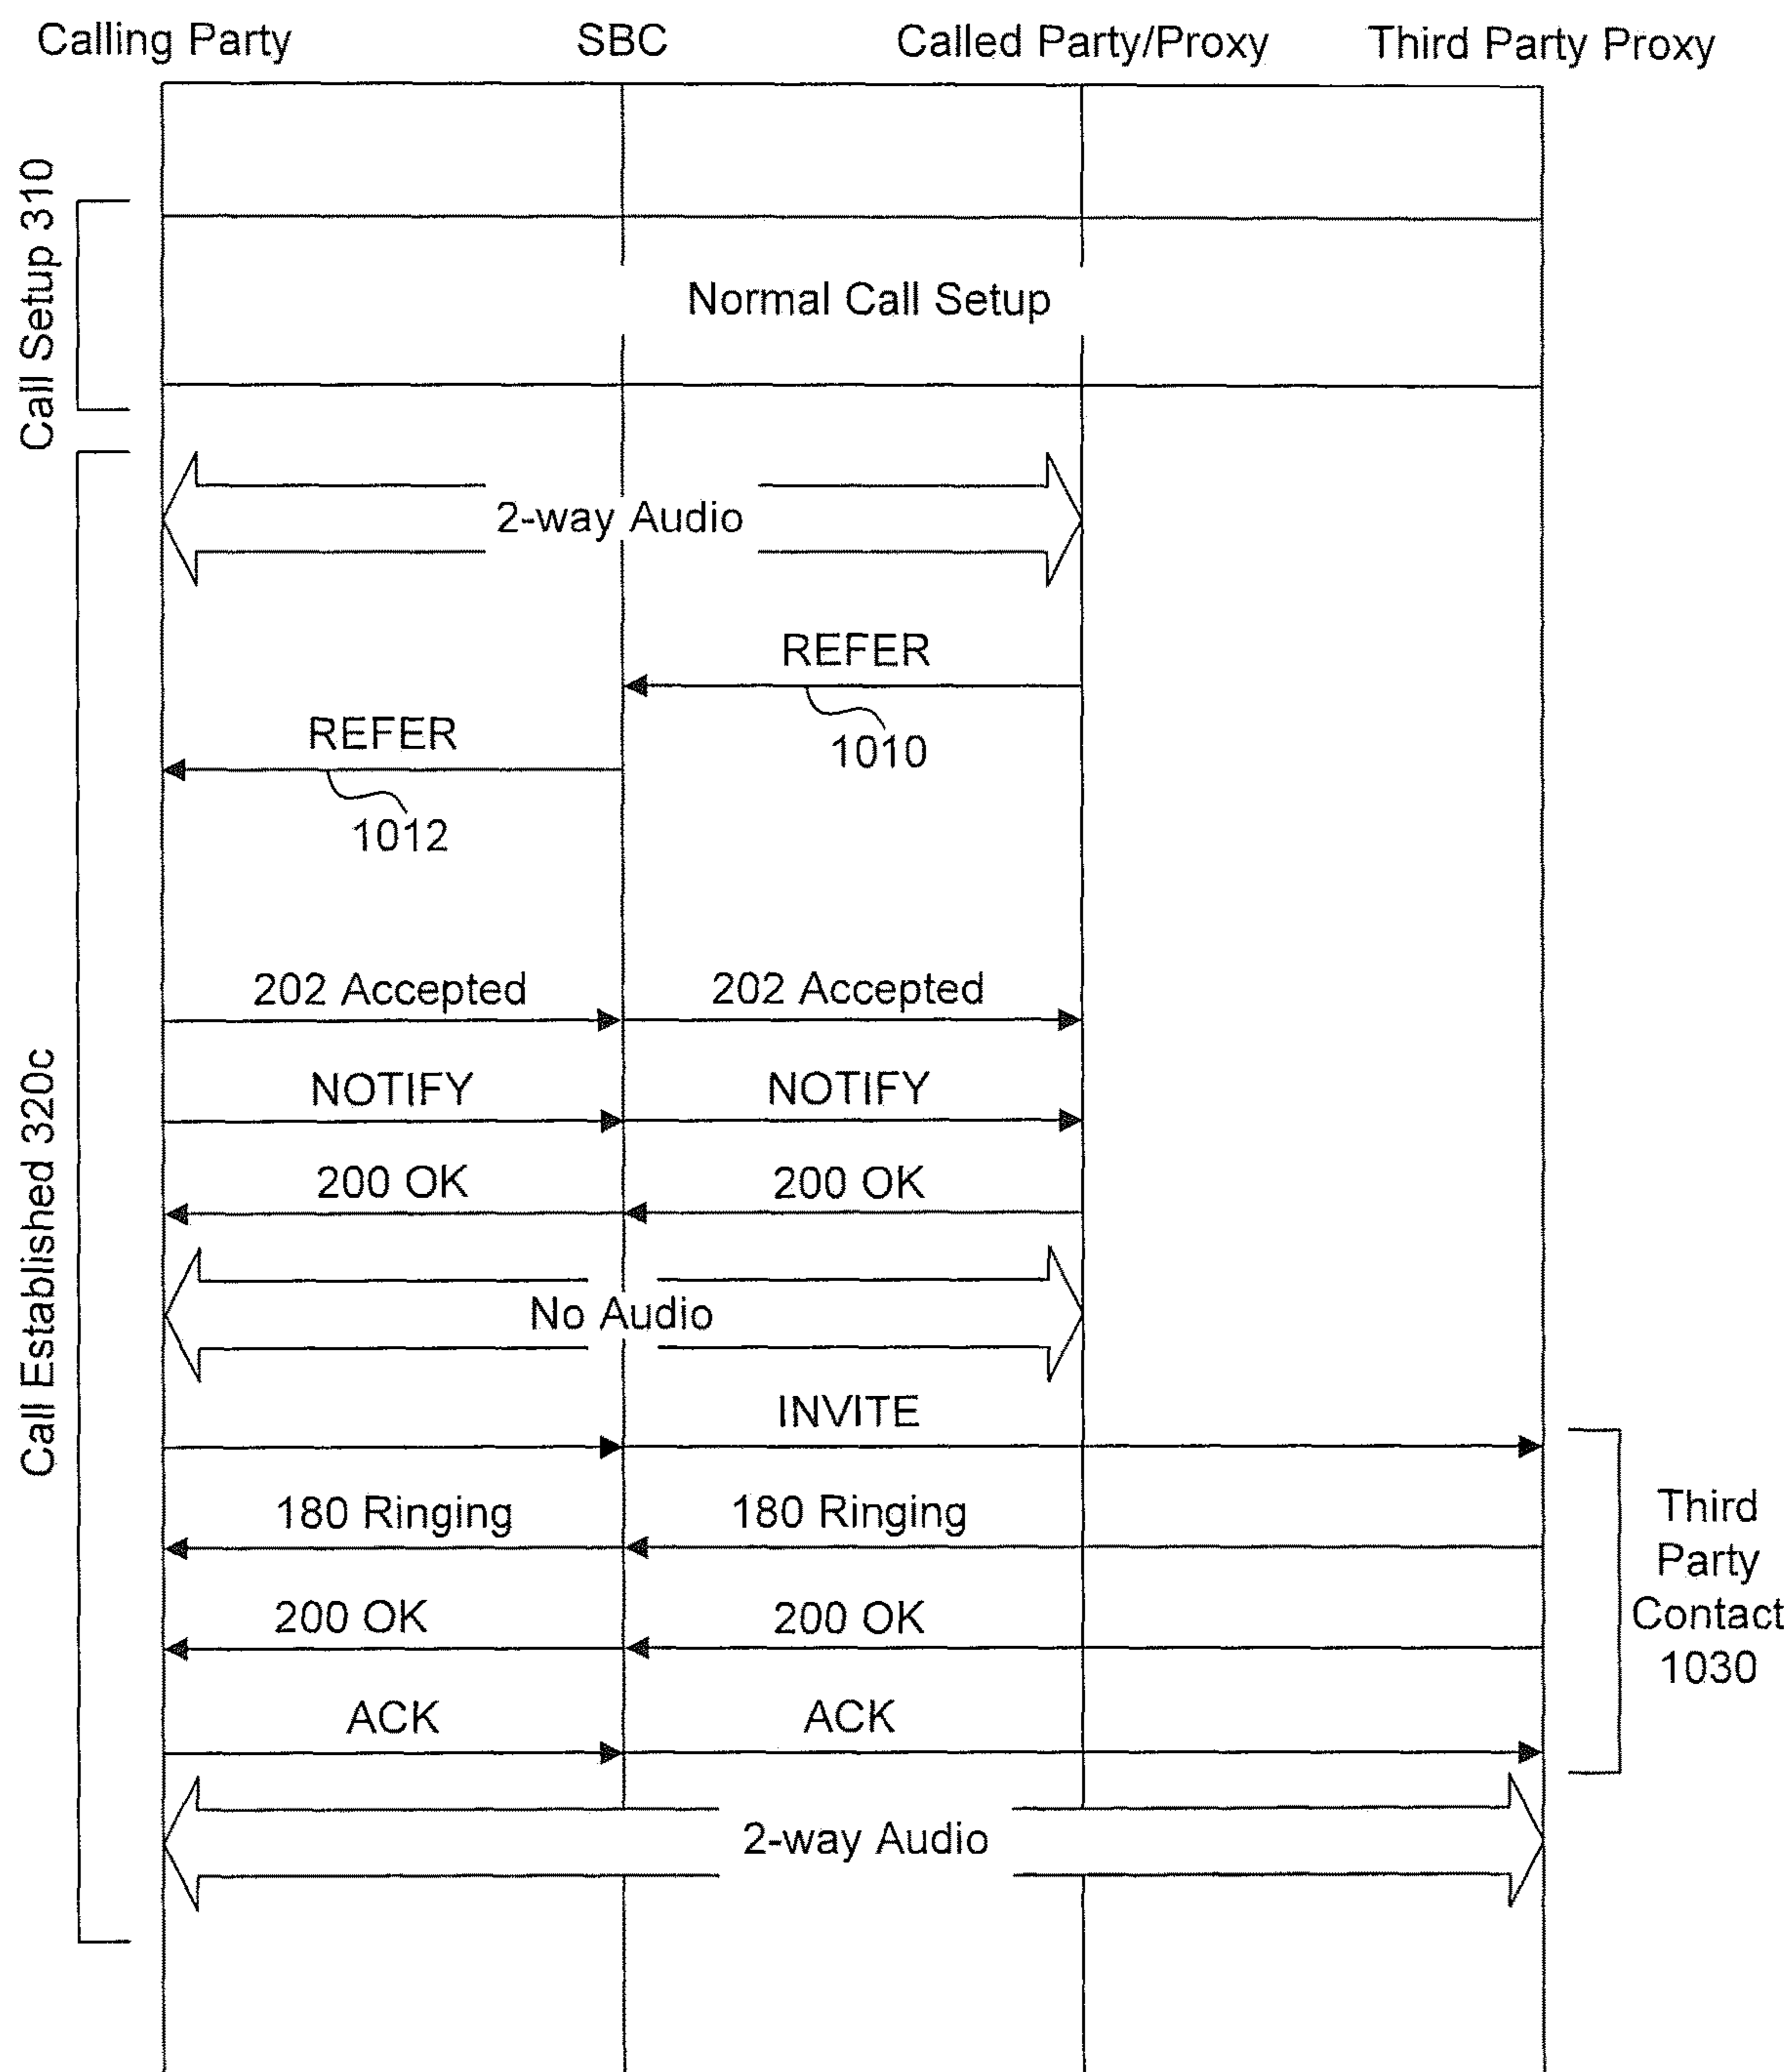 Calling Party SBC Called Party/Proxy Third Party Proxy
Call Setup 310
Normal Call Setup
Call Established 320c
2-way Audio
REFER
1010
REFER
1012
202 Accepted 202 Accepted
NOTIFY NOTIFY
200 OK 200 OK
No Audio
INVITE
180 Ringing 180 Ringing
200 OK 200 OK
ACK ACK
Third
Party
Contact
1030
2-way Audio